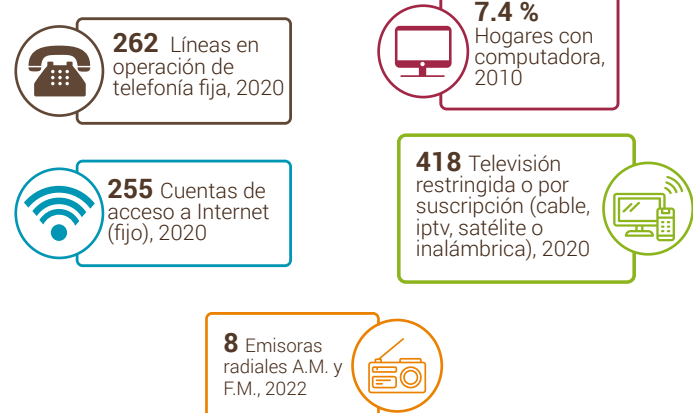 262 Líneas en
operación de
telefonía fija, 2020
7.4 %
Hogares con
computadora,
2010
255 Cuentas de
acceso a Internet
(fijo), 2020
418 Televisión
restringida o por
suscripción (cable,
iptv, satélite o
inalámbrica), 2020
8 Emisoras
radiales A.M. y
F.M., 2022